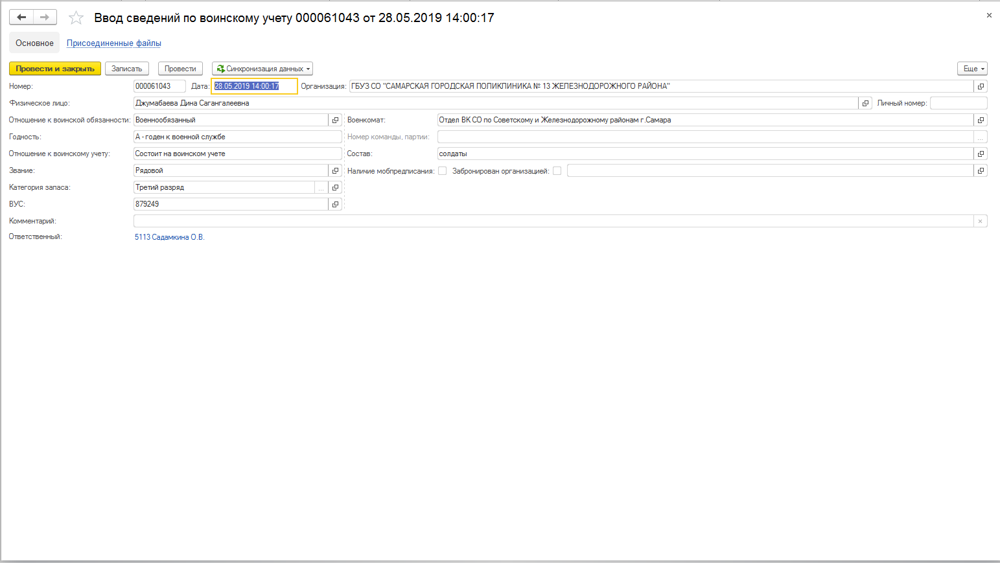 Ввод сведений по воинскому учету 000061043 от 28.05.2019 14:00:17
Основное Присоединенные файлы
Провести и закрыть Записать Провести Синхронизация данных Еще
Номер: 000061043 Дата: 28.05.2019 14:00:17 Организация: ГБУЗ СО "САМАРСКАЯ ГОРОДСКАЯ ПОЛИКЛИНИКА № 13 ЖЕЛЕЗНОДОРОЖНОГО РАЙОНА"
Физическое лицо: Джумабаева Дина Сагангалеевна Личный номер:
Отношение к воинской обязанности: Военнообязанный Военкомат: Отдел ВК СО по Советскому и Железнодорожному районам г.Самара
Годность: А - годен к военной службе Номер команды, партии: ...
Отношение к воинскому учету: Состоит на воинском учете Состав: солдаты
Звание: Рядовой Наличие мобпредписания: Забронирован организацией:
Категория запаса: Третий разряд ...
ВУС: 879249
Комментарий:
Ответственный: 5113 Садамкина О.В.